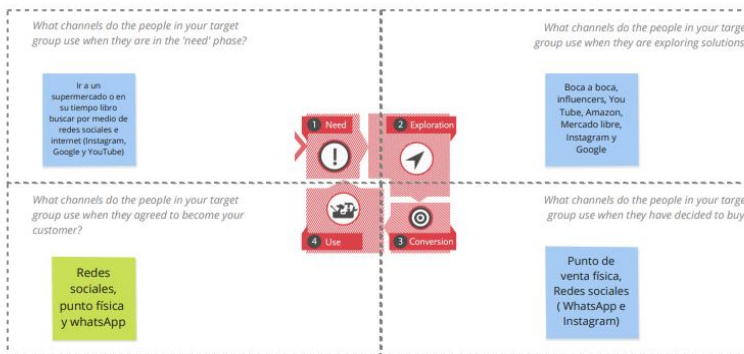 What channels do the people in your target
group use when they are in the 'need' phase?
Ir a un
supermercado o en
su tiempo libro
buscar por medio de
redes sociales e
internet (Instagram,
Google y YouTube)
What channels do the people in your targe
group use when they are exploring solutions
Boca a boca,
influencers, You
Tube, Amazon,
Mercado libre,
Instagram y
Google
1 Need
2 Exploration
4 Use
3 Conversion
What channels do the people in your target
group use when they agreed to become your
customer?
Redes
sociales,
punto física
y whatsApp
What channels do the people in your targe
group use when they have decided to buy
Punto de
venta física,
Redes sociales
( WhatsApp e
Instagram)